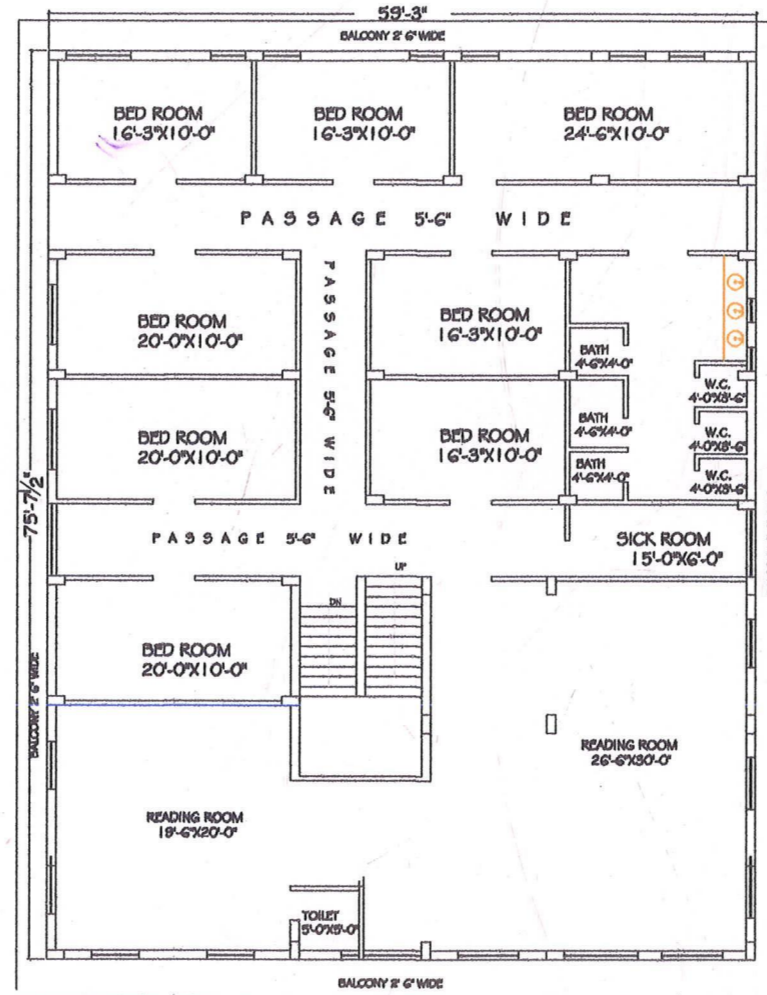 59'-3"
BALCONY 2' 6" WIDE
BED ROOM
16'-3"X10'-0"
BED ROOM
16'-3"X10'-0"
BED ROOM
24'-6"X10'-0"
PASSAGE 5'-6" WIDE
PASSAGE 5'-6" WIDE
BED ROOM
20'-0"X10'-0"
BED ROOM
16'-3"X10'-0"
BATH
4'-6"X4'-0"
W.C.
4'-0"X3'-6"
BED ROOM
20'-0"X10'-0"
BED ROOM
16'-3"X10'-0"
BATH
4'-6"X4'-0"
W.C.
4'-0"X3'-6"
BATH
4'-6"X4'-0"
W.C.
4'-0"X3'-6"
75'-7/2"
PASSAGE 5'-6" WIDE
SICK ROOM
15'-0"X6'-0"
UP
DN
BED ROOM
20'-0"X10'-0"
BALCONY 2' 6" WIDE
READING ROOM
26'-6"X30'-0"
READING ROOM
19'-6"X20'-0"
TOILET
5'-0"X5'-0"
BALCONY 2' 6" WIDE